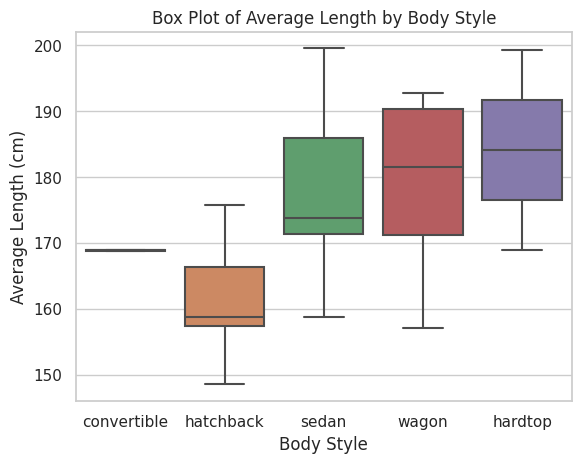 Box Plot of Average Length by Body Style
Average Length (cm)
200
190
180
170
160
150
convertible hatchback sedan wagon hardtop
Body Style